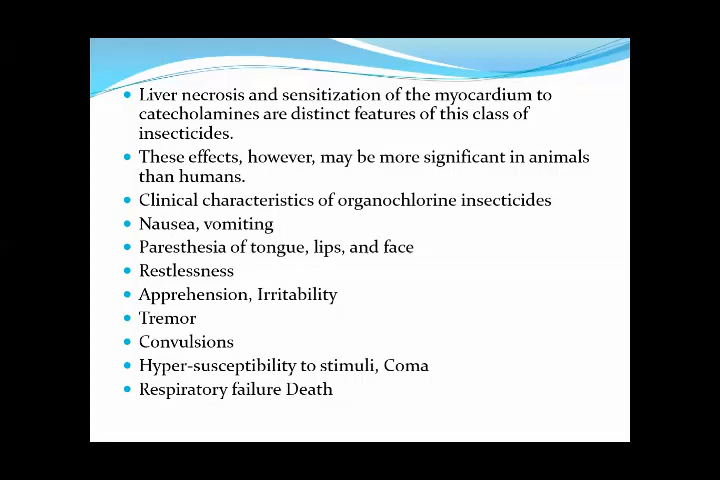 Liver necrosis and sensitization of the myocardium to
catecholamines are distinct features of this class of
insecticides.
These effects, however, may be more significant in animals
than humans.
Clinical characteristics of organochlorine insecticides
Nausea, vomiting
Paresthesia of tongue, lips, and face
Restlessness
Apprehension, Irritability
Tremor
Convulsions
Hyper-susceptibility to stimuli, Coma
Respiratory failure Death